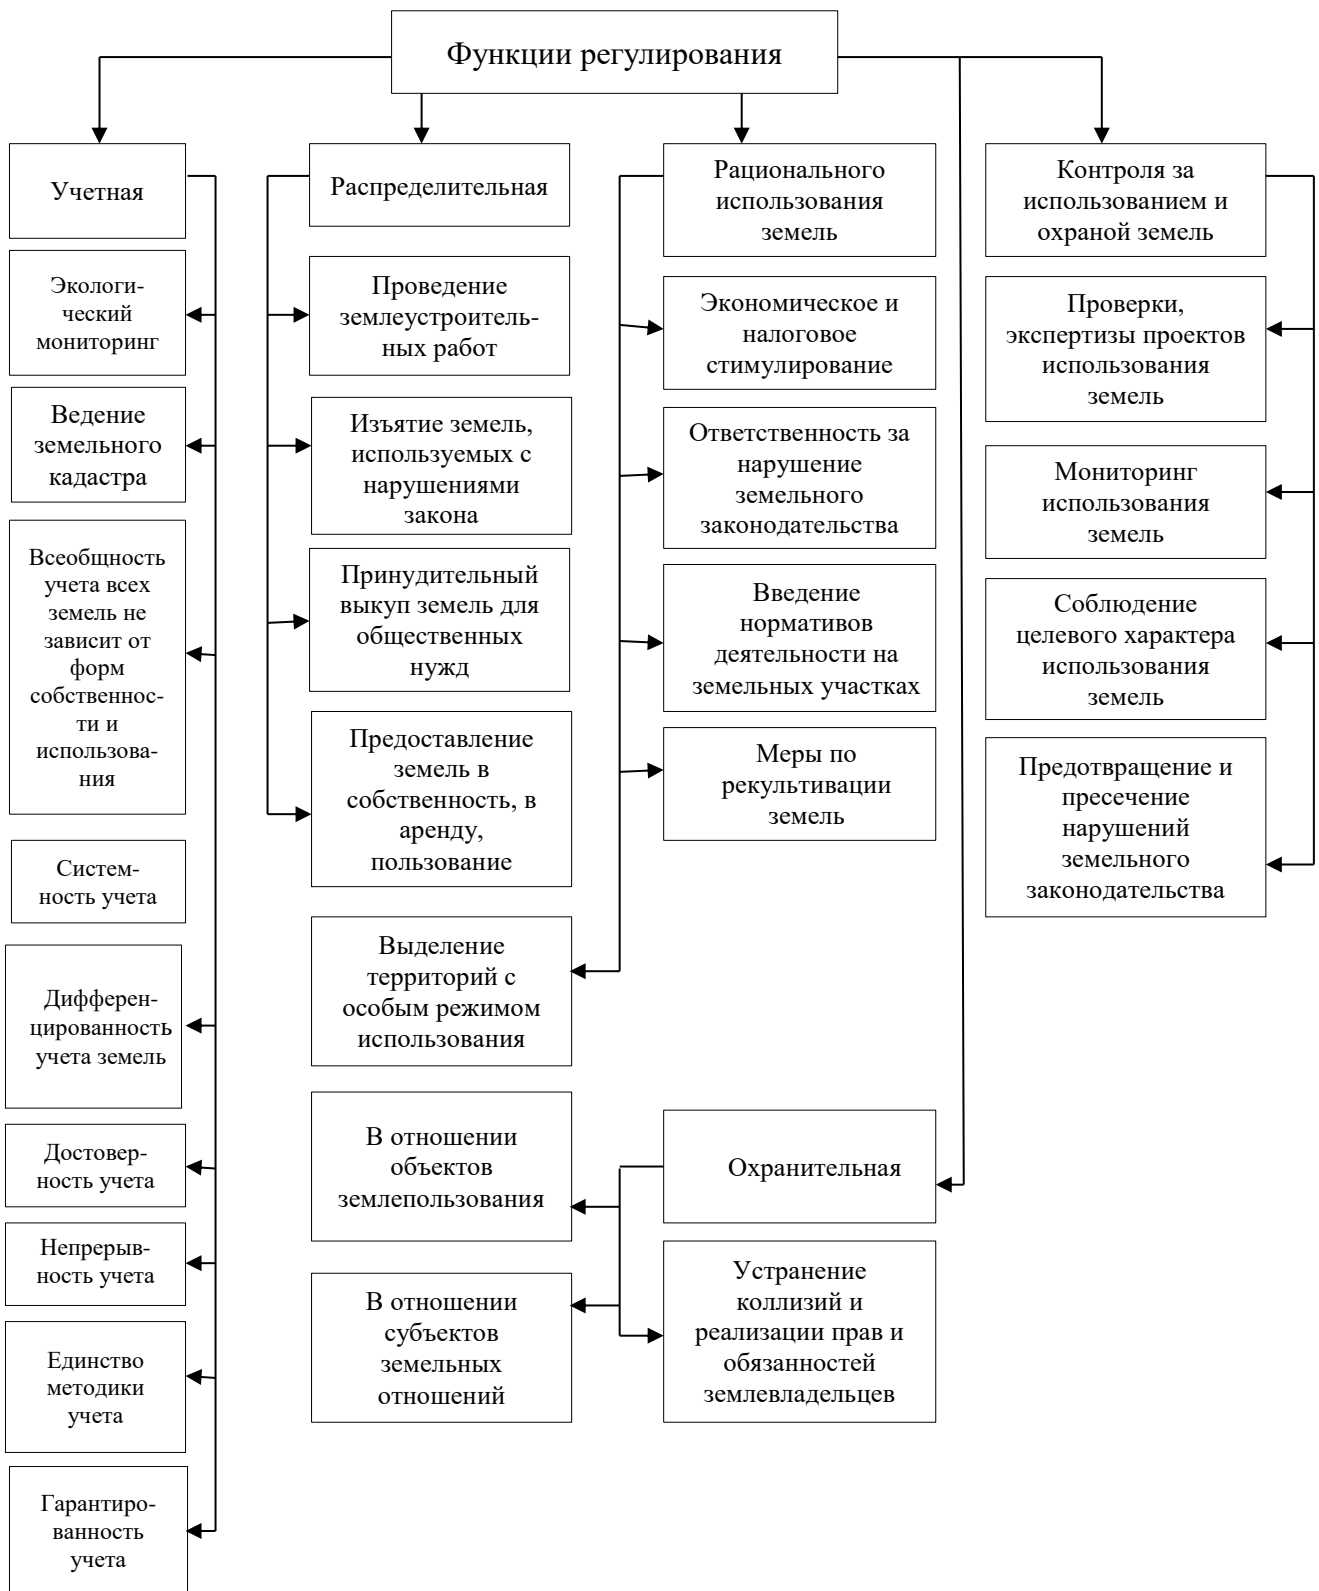 Функции регулирования
Учетная
Экологи-
ческий
мониторинг
Ведение
земельного
кадастра
Всеобщность
учета всех
земель не
зависит от
форм
собственнос-
ти и
использова-
ния
Систем-
ность учета
Дифферен-
цированность
учета земель
Достовер-
ность учета
Непрерыв-
ность учета
Единство
методики
учета
Гарантиро-
ванность
учета
Распределительная
Проведение
землеустроитель-
ных работ
Изъятие земель,
используемых с
нарушениями
закона
Принудительный
выкуп земель для
общественных
нужд
Предоставление
земель в
собственность, в
аренду,
пользование
Рационального
использования
земель
Экономическое и
налоговое
стимулирование
Ответственность за
нарушение
земельного
законодательства
Введение
нормативов
деятельности на
земельных участках
Меры по
рекультивации
земель
Выделение
территорий с
особым режимом
использования
Контроля за
использованием и
охраной земель
Проверки,
экспертизы проектов
использования
земель
Мониторинг
использования
земель
Соблюдение
целевого характера
использования
земель
Предотвращение и
пресечение
нарушений
земельного
законодательства
Охранительная
В отношении
объектов
землепользования
В отношении
субъектов
земельных
отношений
Устранение
коллизий и
реализации прав и
обязанностей
землевладельцев